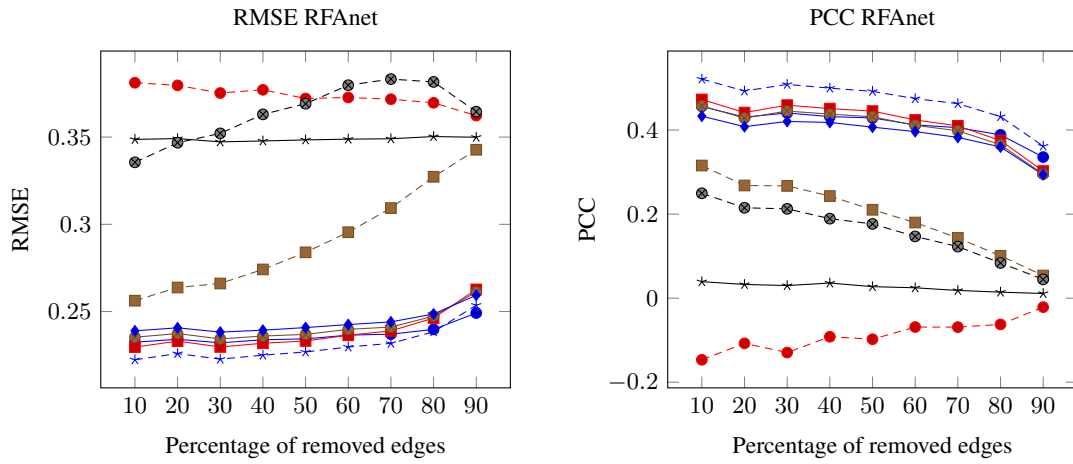 RMSE RFAnet
0.35
0.3
0.25
RMSE
10 20 30 40 50 60 70 80 90
Percentage of removed edges
PCC RFAnet
0.4
0.2
0
−0.2
PCC
10 20 30 40 50 60 70 80 90
Percentage of removed edges